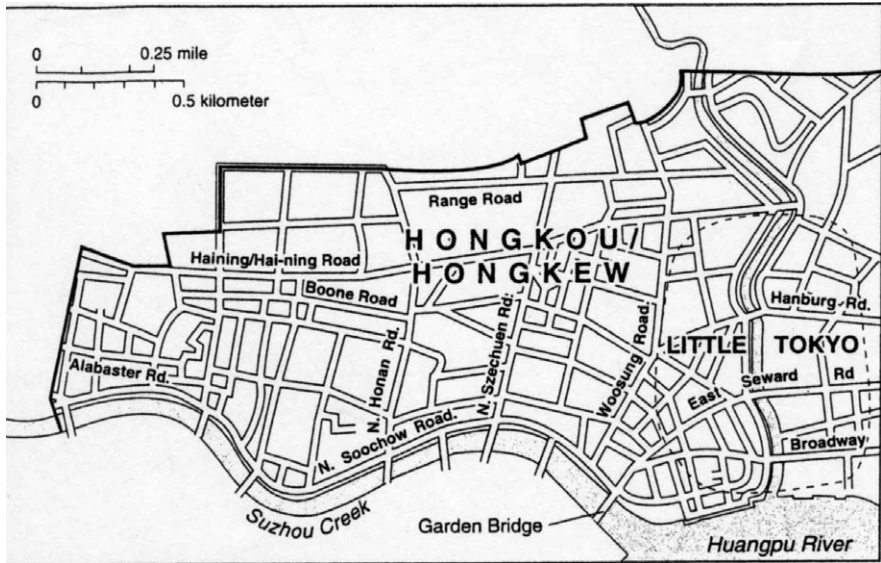 0 0.25 mile
0 0.5 kilometer
Range Road
HONGKOU/
HONGKEW
Haining/Hai-ning Road
Boone Road
Hanburg Rd.
N. Honan Rd.
N. Szechuen Rd.
Woosung Road.
LITTLE TOKYO
Alabaster Rd.
East Seward Rd
N. Soochow Road.
Broadway
Suzhou Creek
Garden Bridge
Huangpu River